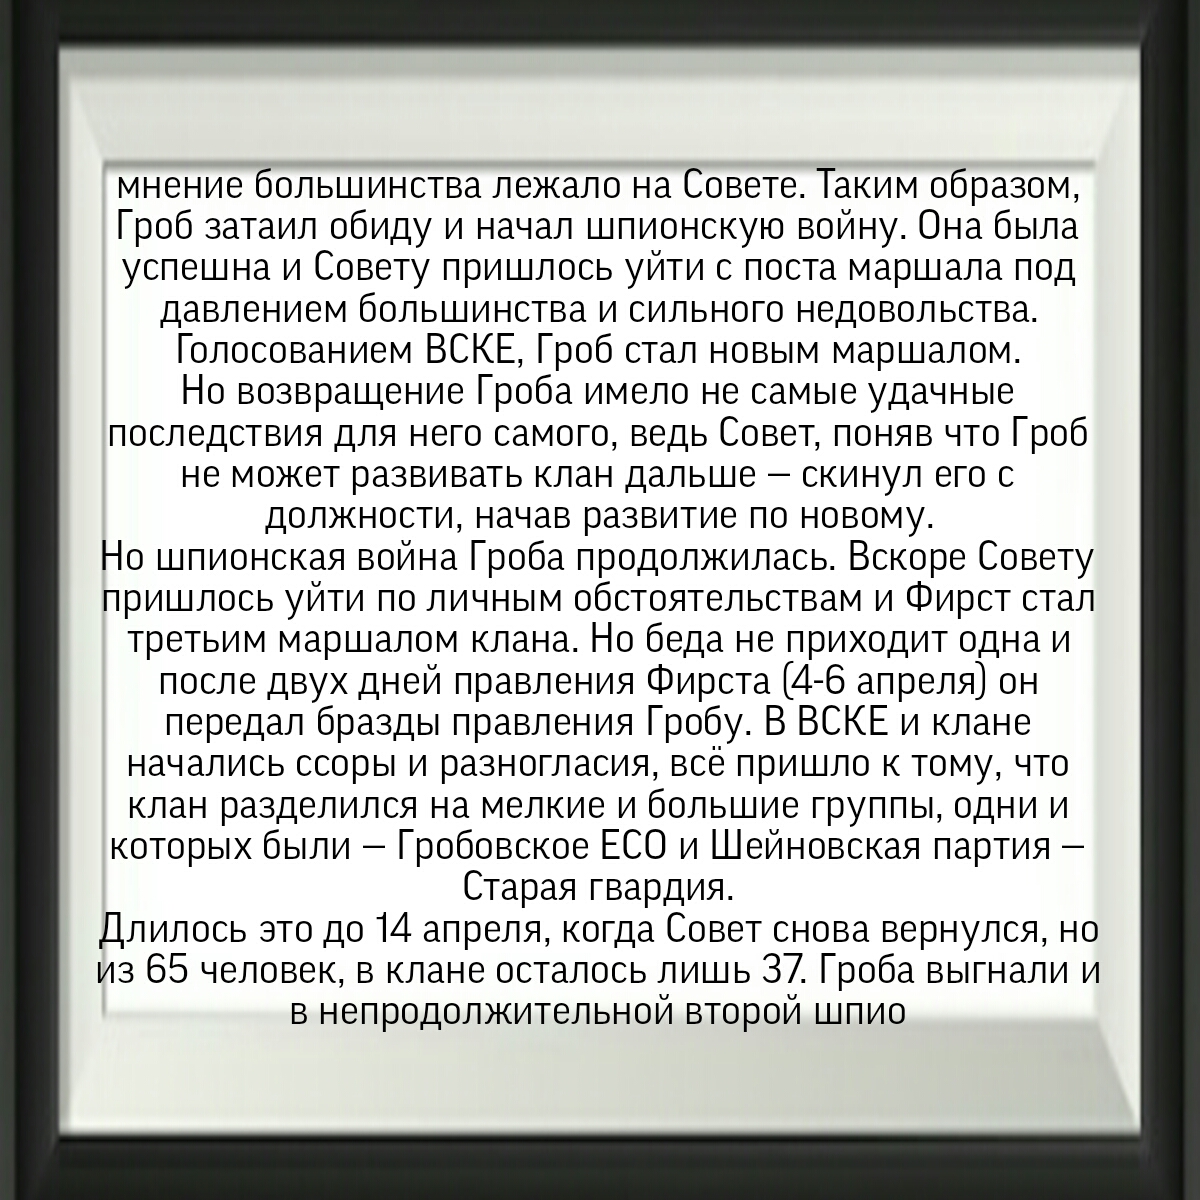 мнение большинства лежало на Совете. Таким образом,
Гроб затаил обиду и начал шпионскую войну. Она была
успешна и Совету пришлось уйти с поста маршала под
давлением большинства и сильного недовольства.
Голосованием ВСКЕ, Гроб стал новым маршалом.
Но возвращение Гроба имело не самые удачные
последствия для него самого, ведь Совет, поняв что Гроб
не может развивать клан дальше – скинул его с
должности, начав развитие по новому.
Но шпионская война Гроба продолжилась. Вскоре Совету
пришлось уйти по личным обстоятельствам и Фирст стал
третьим маршалом клана. Но беда не приходит одна и
после двух дней правления Фирста (4-6 апреля) он
передал бразды правления Гробу. В ВСКЕ и клане
начались ссоры и разногласия, всё пришло к тому, что
клан разделился на мелкие и большие группы, одни и
которых были – Гробовское ЕСО и Шейновская партия –
Старая гвардия.
Длилось это до 14 апреля, когда Совет снова вернулся, но
из 65 человек, в клане осталось лишь 37. Гроба выгнали и
в непродолжительной второй шпио